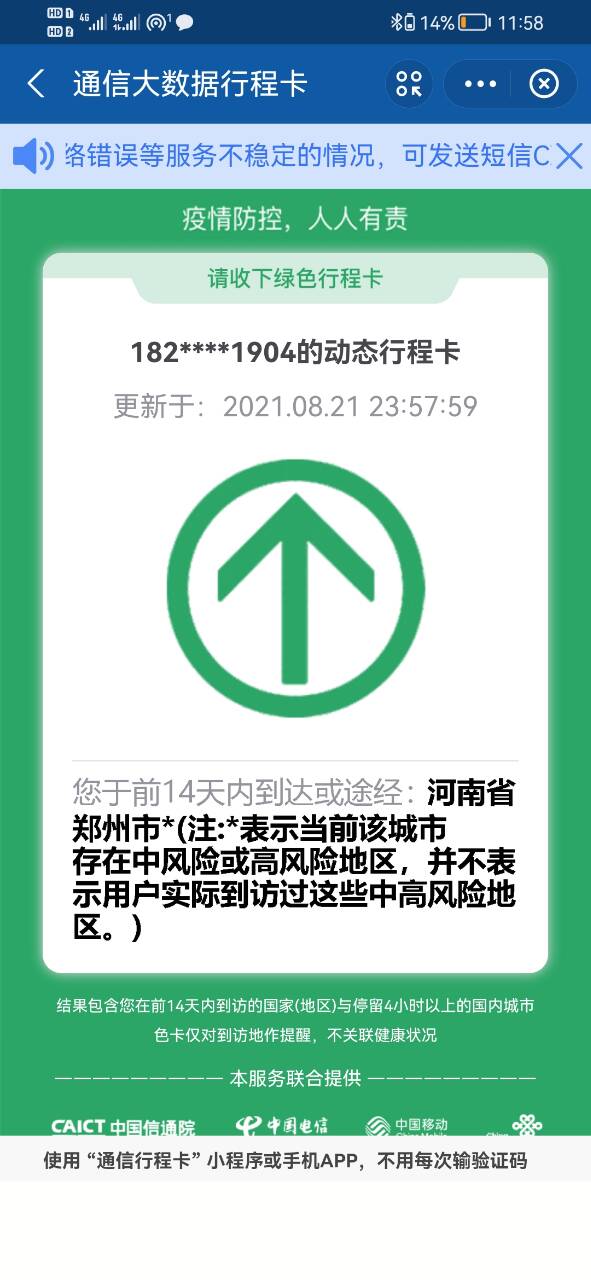 HD 1 4G 4G 1 14% 11:58
HD 2
通信大数据行程卡
络错误等服务不稳定的情况，可发送短信C
疫情防控，人人有责
请收下绿色行程卡
182****1904的动态行程卡
更新于：2021.08.21 23:57:59
您于前14天内到达或途经：河南省
郑州市*(注:*表示当前该城市
存在中风险或高风险地区，并不表
示用户实际到访过这些中高风险地
区。)
结果包含您在前14天内到访的国家(地区)与停留4小时以上的国内城市
色卡仅对到访地作提醒，不关联健康状况
本服务联合提供
CAICT 中国信通院 中国电信 中国移动
使用“通信行程卡”小程序或手机APP，不用每次输验证码